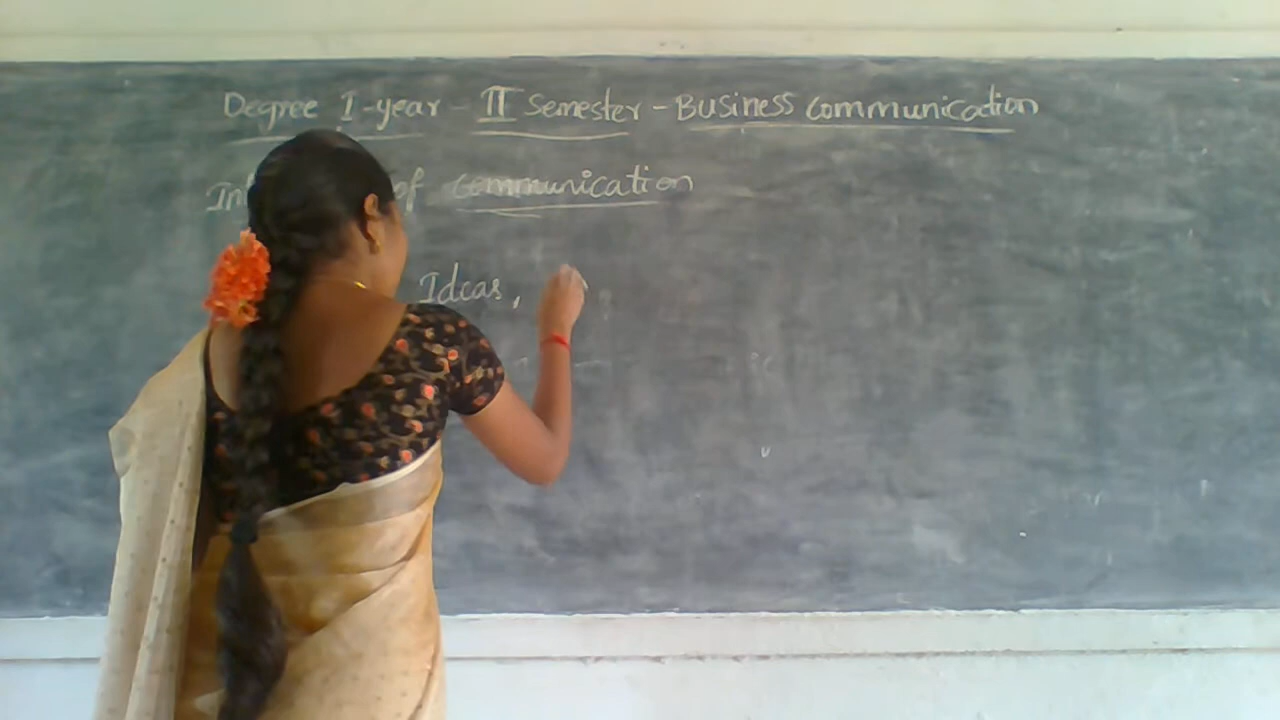 Degree I-year - II Semester - Business communication
of communication
Ideas,